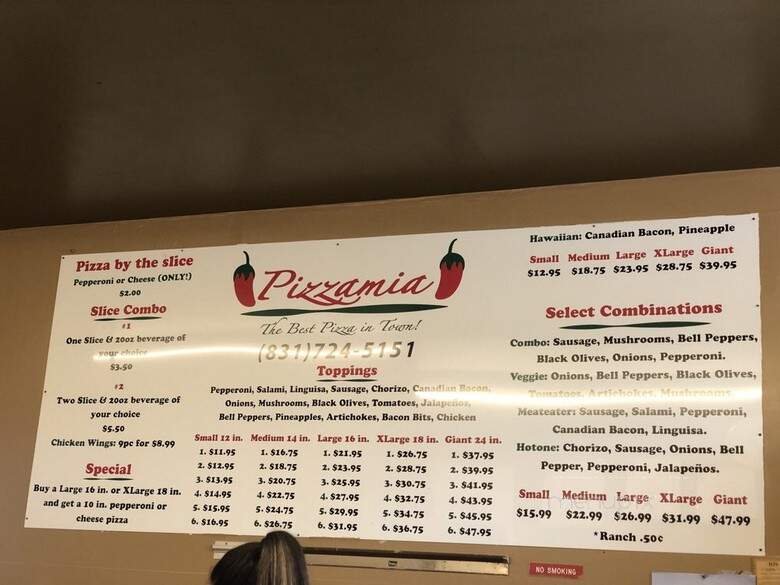 Pizza by the slice
Pepperoni or Cheese (ONLY!)
$2.00
Slice Combo
#1
One Slice & 20oz beverage of
your choice
$3.50
#2
Two Slice & 20oz beverage of
your choice
$5.50
Chicken Wings: 9pc for $8.99
Special
Buy a Large 16 in. or XLarge 18 in.
and get a 10 in. pepperoni or
cheese pizza
Pizzamia
The Best Pizza in Town!
(831)724-5151
Toppings
Pepperoni, Salami, Linguisa, Sausage, Chorizo, Canadian Bacon,
Onions, Mushrooms, Black Olives, Tomatoes, Jalapeños,
Bell Peppers, Pineapples, Artichokes, Bacon Bits, Chicken
Small 12 in. Medium 14 in. Large 16 in. XLarge 18 in. Giant 24 in.
1. $11.95 1. $16.75 1. $21.95 1. $26.75 1. $37.95
2. $12.95 2. $18.75 2. $23.95 2. $28.75 2. $39.95
3. $13.95 3. $20.75 3. $25.95 3. $30.75 3. $41.95
4. $14.95 4. $22.75 4. $27.95 4. $32.75 4. $43.95
5. $15.95 5. $24.75 5. $29.95 5. $34.75 5. $45.95
6. $16.95 6. $26.75 6. $31.95 6. $36.75 6. $47.95
Hawaiian: Canadian Bacon, Pineapple
Small Medium Large XLarge Giant
$12.95 $18.75 $23.95 $28.75 $39.95
Select Combinations
Combo: Sausage, Mushrooms, Bell Peppers,
Black Olives, Onions, Pepperoni.
Veggie: Onions, Bell Peppers, Black Olives,
Tomatoes, Artichokes, Mushrooms
Meateater: Sausage, Salami, Pepperoni,
Canadian Bacon, Linguisa.
Hotone: Chorizo, Sausage, Onions, Bell
Pepper, Pepperoni, Jalapeños.
Small Medium Large XLarge Giant
$15.99 $22.99 $26.99 $31.99 $47.99
*Ranch .50¢
NO SMOKING